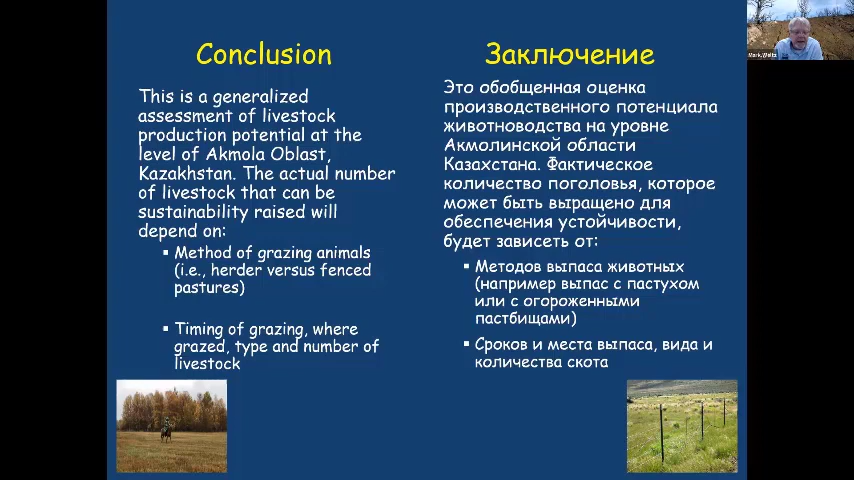 Conclusion
This is a generalized
assessment of livestock
production potential at the
level of Akmola Oblast,
Kazakhstan. The actual number
of livestock that can be
sustainability raised will
depend on:
▪ Method of grazing animals
(i.e., herder versus fenced
pastures)
▪ Timing of grazing, where
grazed, type and number of
livestock
Заключение
Это обобщенная оценка
производственного потенциала
животноводства на уровне
Акмолинской области
Казахстана. Фактическое
количество поголовья, которое
может быть выращено для
обеспечения устойчивости,
будет зависеть от:
▪ Методов выпаса животных
(например выпас с пастухом
или с огороженными
пастбищами)
▪ Сроков и места выпаса, вида и
количества скота
Mark.Weltz